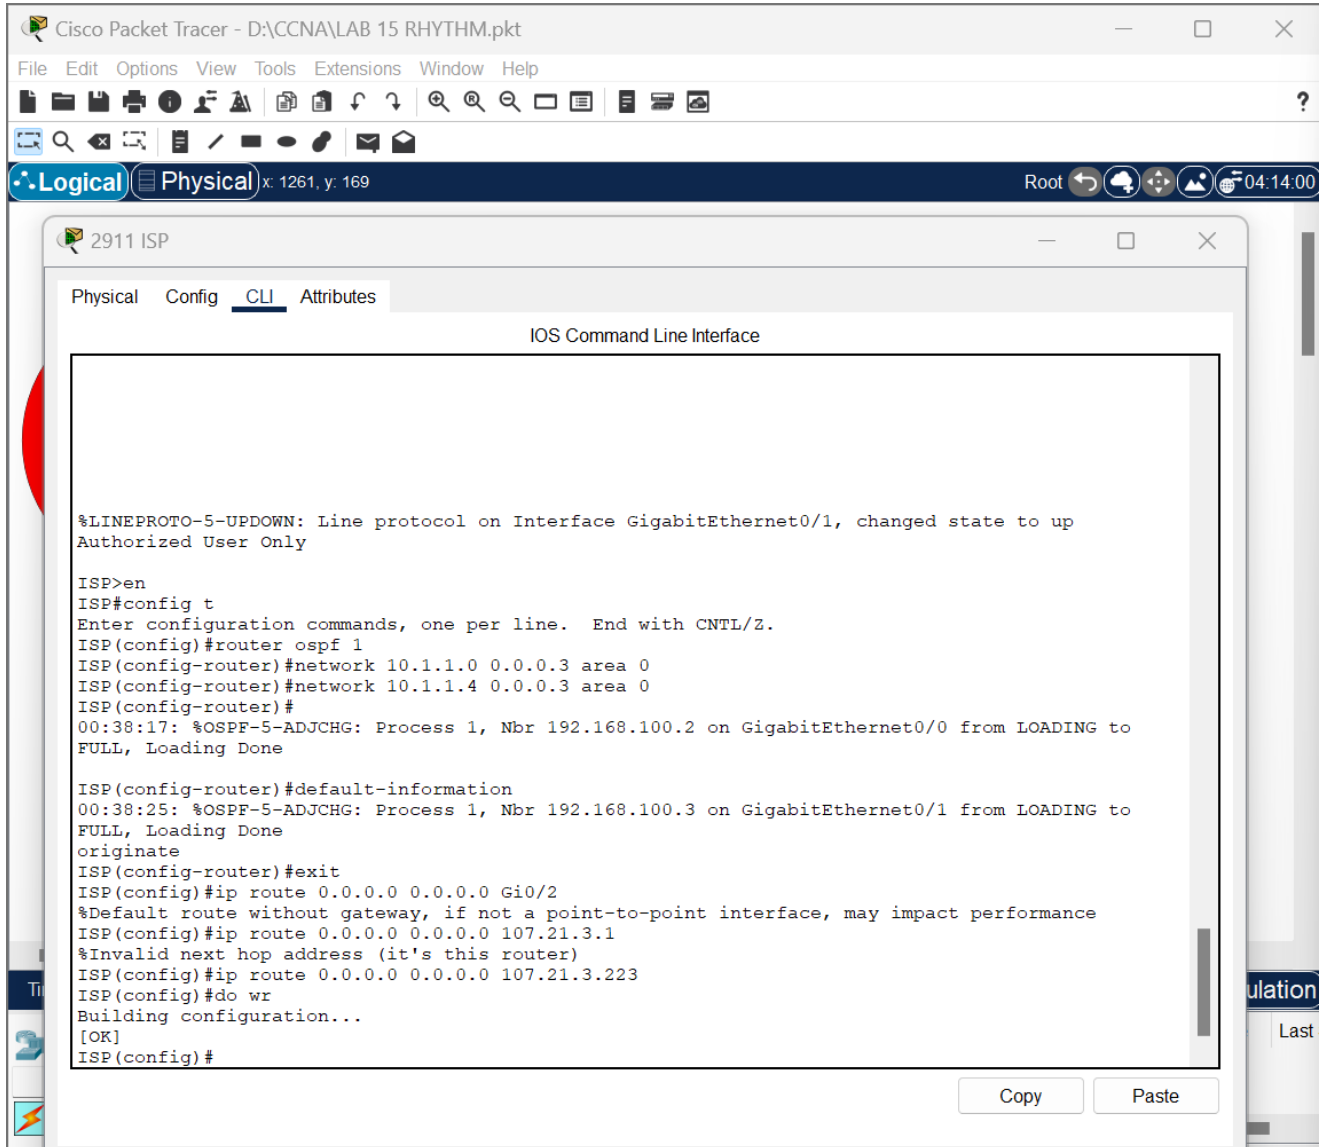 Cisco Packet Tracer - D:\CCNA\LAB 15 RHYTHM.pkt
File Edit Options View Tools Extensions Window Help
?
Logical Physical x: 1261, y: 169 Root 04:14:00
2911 ISP
Physical Config CLI Attributes
IOS Command Line Interface
%LINEPROTO-5-UPDOWN: Line protocol on Interface GigabitEthernet0/1, changed state to up
Authorized User Only
ISP>en
ISP#config t
Enter configuration commands, one per line.  End with CNTL/Z.
ISP(config)#router ospf 1
ISP(config-router)#network 10.1.1.0 0.0.0.3 area 0
ISP(config-router)#network 10.1.1.4 0.0.0.3 area 0
ISP(config-router)#
00:38:17: %OSPF-5-ADJCHG: Process 1, Nbr 192.168.100.2 on GigabitEthernet0/0 from LOADING to
FULL, Loading Done
ISP(config-router)#default-information
00:38:25: %OSPF-5-ADJCHG: Process 1, Nbr 192.168.100.3 on GigabitEthernet0/1 from LOADING to
FULL, Loading Done
originate
ISP(config-router)#exit
ISP(config)#ip route 0.0.0.0 0.0.0.0 Gi0/2
%Default route without gateway, if not a point-to-point interface, may impact performance
ISP(config)#ip route 0.0.0.0 0.0.0.0 107.21.3.1
%Invalid next hop address (it's this router)
ISP(config)#ip route 0.0.0.0 0.0.0.0 107.21.3.223
ISP(config)#do wr
Building configuration...
[OK]
ISP(config)#
Ti ulation
Last
Copy Paste